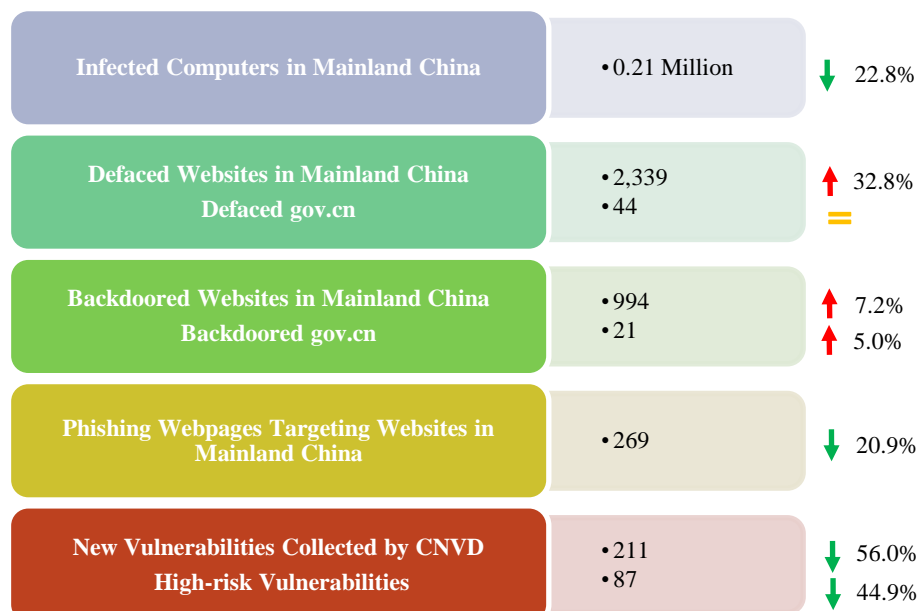 Infected Computers in Mainland China
•0.21 Million
22.8%
Defaced Websites in Mainland China
Defaced gov.cn
•2,339
•44
32.8%
=
Backdoored Websites in Mainland China
Backdoored gov.cn
•994
•21
7.2%
5.0%
Phishing Webpages Targeting Websites in
Mainland China
•269
20.9%
New Vulnerabilities Collected by CNVD
High-risk Vulnerabilities
•211
•87
56.0%
44.9%